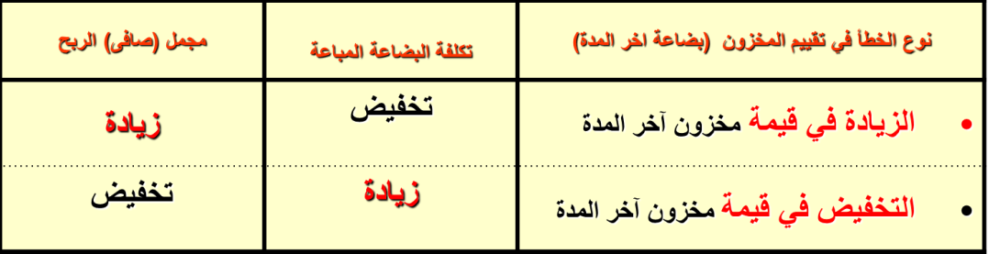 نوع الخطأ في تقييم المخزون (بضاعة اخر المدة)
تكلفة البضاعة المباعة
مجمل (صافى) الربح
• الزيادة في قيمة مخزون آخر المدة
تخفيض
زيادة
• التخفيض في قيمة مخزون آخر المدة
زيادة
تخفيض